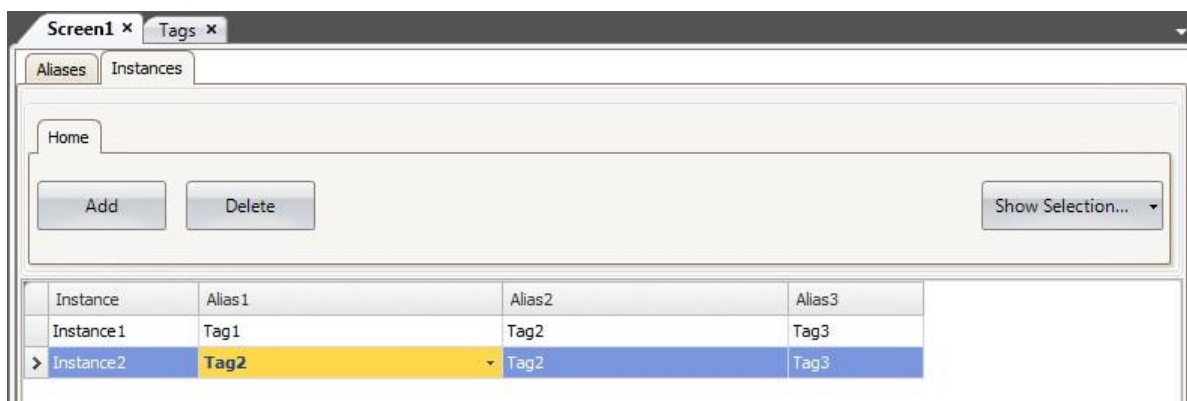 Screen1 Tags
Aliases Instances
Home
Add Delete Show Selection...
Instance Alias1 Alias2 Alias3
Instance1 Tag1 Tag2 Tag3
Instance2 Tag2 Tag2 Tag3